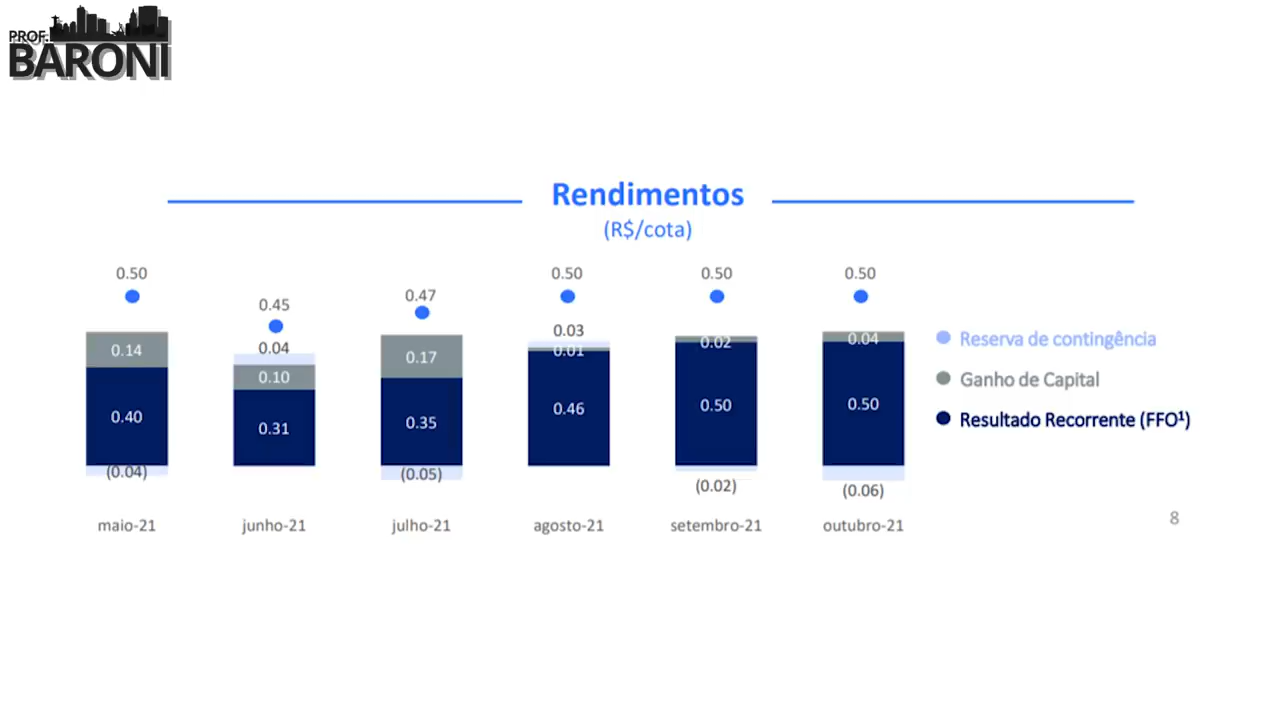 PROF.
BARONI
Rendimentos
(R$/cota)
0.50 0.45 0.47 0.50 0.50 0.50
0.14 0.04 0.17 0.03 0.02 0.04
0.10 0.01
0.40 0.31 0.35 0.46 0.50 0.50
(0.04) (0.05) (0.02) (0.06)
maio-21 junho-21 julho-21 agosto-21 setembro-21 outubro-21
Reserva de contingência
Ganho de Capital
Resultado Recorrente (FFO¹)
8